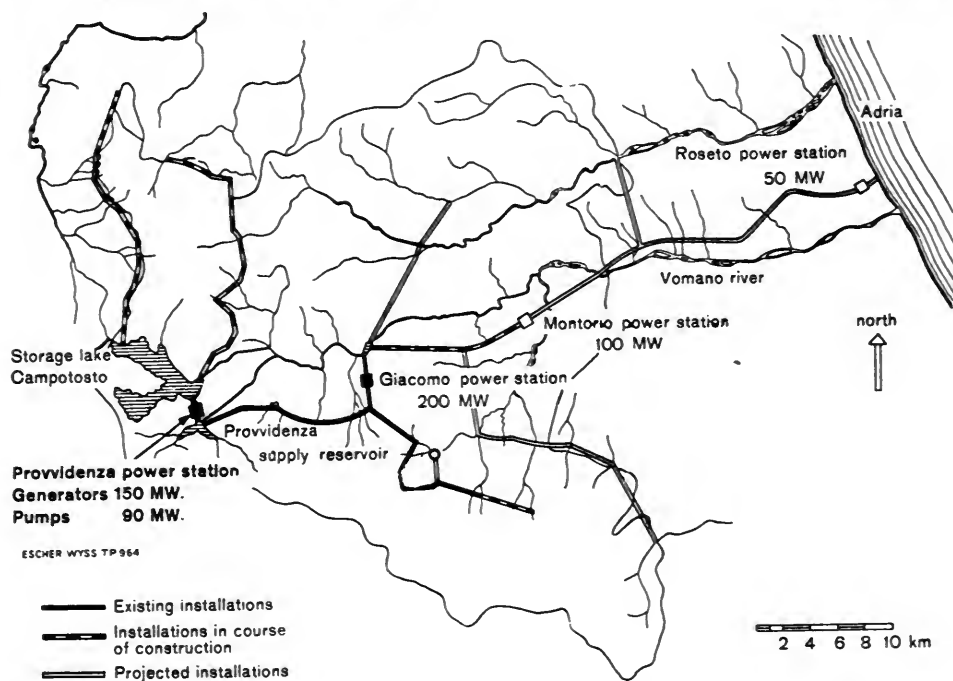 Adria
Roseto power station
50 MW
Vomano river
north
Montorio power station
100 MW
Storage lake
Campotosto
Giacomo power station
200 MW
Provvidenza
supply reservoir
Provvidenza power station
Generators 150 MW.
Pumps 90 MW.
ESCHER WYSS TP 964
Existing installations
Installations in course
of construction
Projected installations
2 4 6 8 10 km